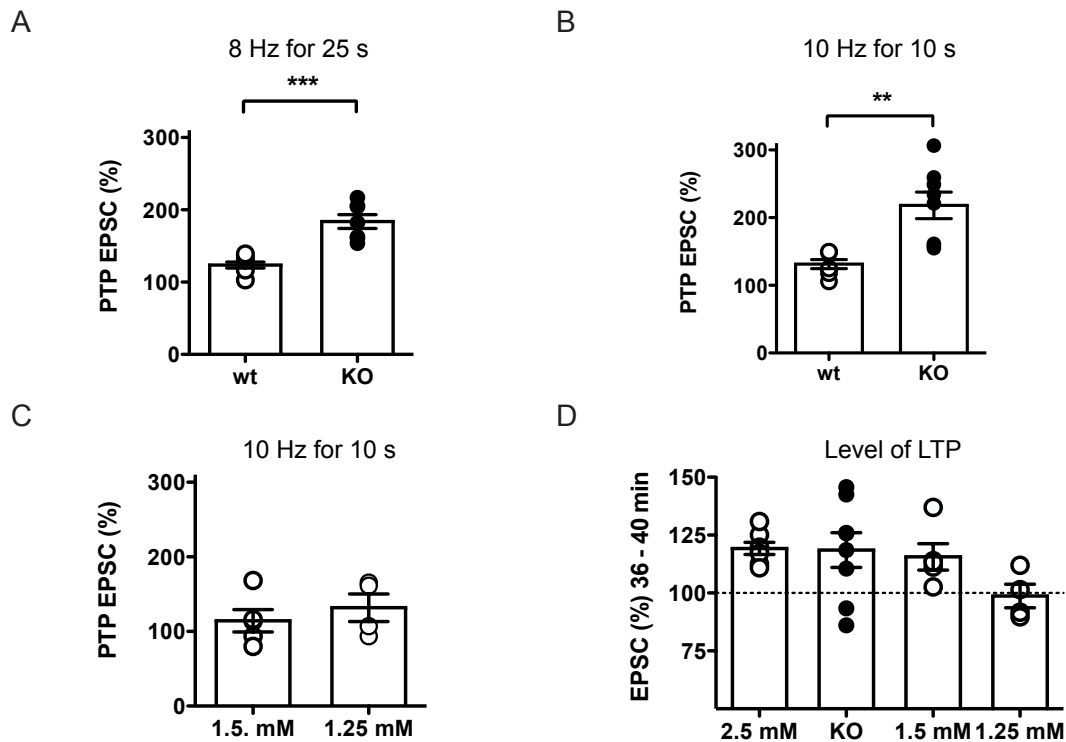 A
8 Hz for 25 s
***
PTP EPSC (%)
300
200
100
0
wt KO
B
10 Hz for 10 s
**
PTP EPSC (%)
300
200
100
0
wt KO
C
10 Hz for 10 s
PTP EPSC (%)
300
200
100
0
1.5. mM 1.25 mM
D
Level of LTP
EPSC (%) 36 - 40 min
150
125
100
75
2.5 mM KO 1.5 mM 1.25 mM